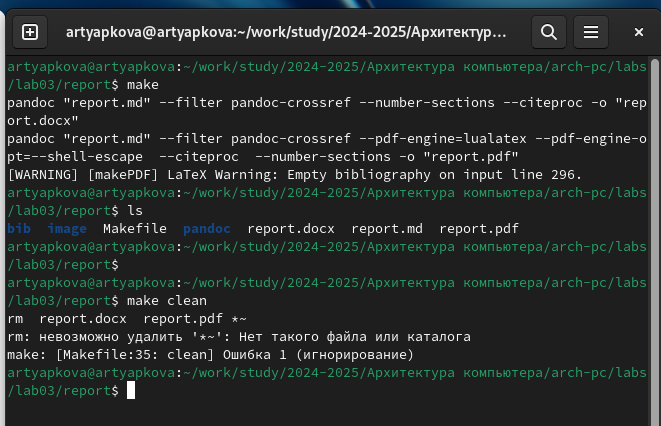 artyapkova@artyapkova:~/work/study/2024-2025/Архитектур...
artyapkova@artyapkova:~/work/study/2024-2025/Архитектура компьютера/arch-pc/labs
/lab03/report$ make
pandoc "report.md" --filter pandoc-crossref --number-sections --citeproc -o "rep
ort.docx"
pandoc "report.md" --filter pandoc-crossref --pdf-engine=lualatex --pdf-engine-o
pt=--shell-escape  --citeproc  --number-sections -o "report.pdf"
[WARNING] [makePDF] LaTeX Warning: Empty bibliography on input line 296.
artyapkova@artyapkova:~/work/study/2024-2025/Архитектура компьютера/arch-pc/labs
/lab03/report$ ls
bib  image  Makefile  pandoc  report.docx  report.md  report.pdf
artyapkova@artyapkova:~/work/study/2024-2025/Архитектура компьютера/arch-pc/labs
/lab03/report$
artyapkova@artyapkova:~/work/study/2024-2025/Архитектура компьютера/arch-pc/labs
/lab03/report$ make clean
rm  report.docx  report.pdf *~
rm: невозможно удалить '*~': Нет такого файла или каталога
make: [Makefile:35: clean] Ошибка 1 (игнорирование)
artyapkova@artyapkova:~/work/study/2024-2025/Архитектура компьютера/arch-pc/labs
/lab03/report$